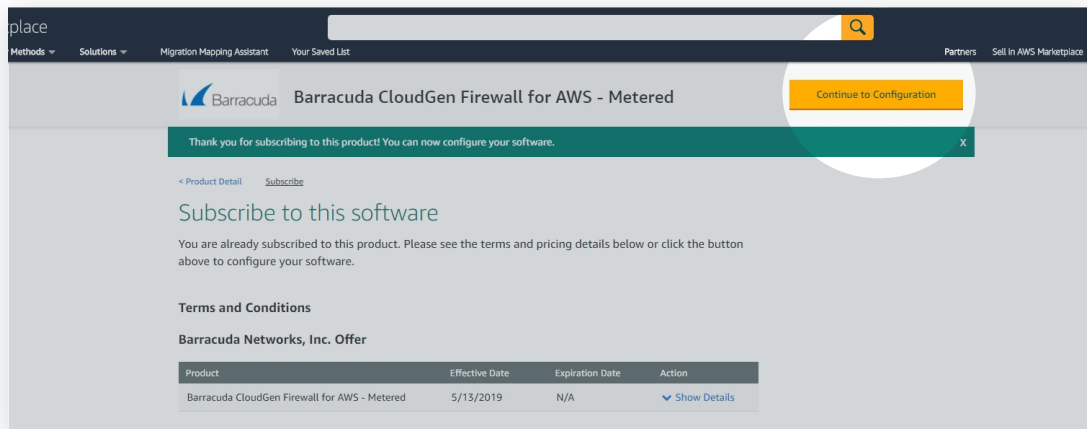 Methods Solutions Migration Mapping Assistant Your Saved List Partners Sell in AWS Marketplace
Barracuda Barracuda CloudGen Firewall for AWS - Metered Continue to Configuration
Thank you for subscribing to this product! You can now configure your software. X
< Product Detail Subscribe
Subscribe to this software
You are already subscribed to this product. Please see the terms and pricing details below or click the button
above to configure your software.
Terms and Conditions
Barracuda Networks, Inc. Offer
Product Effective Date Expiration Date Action
Barracuda CloudGen Firewall for AWS - Metered 5/13/2019 N/A Show Details